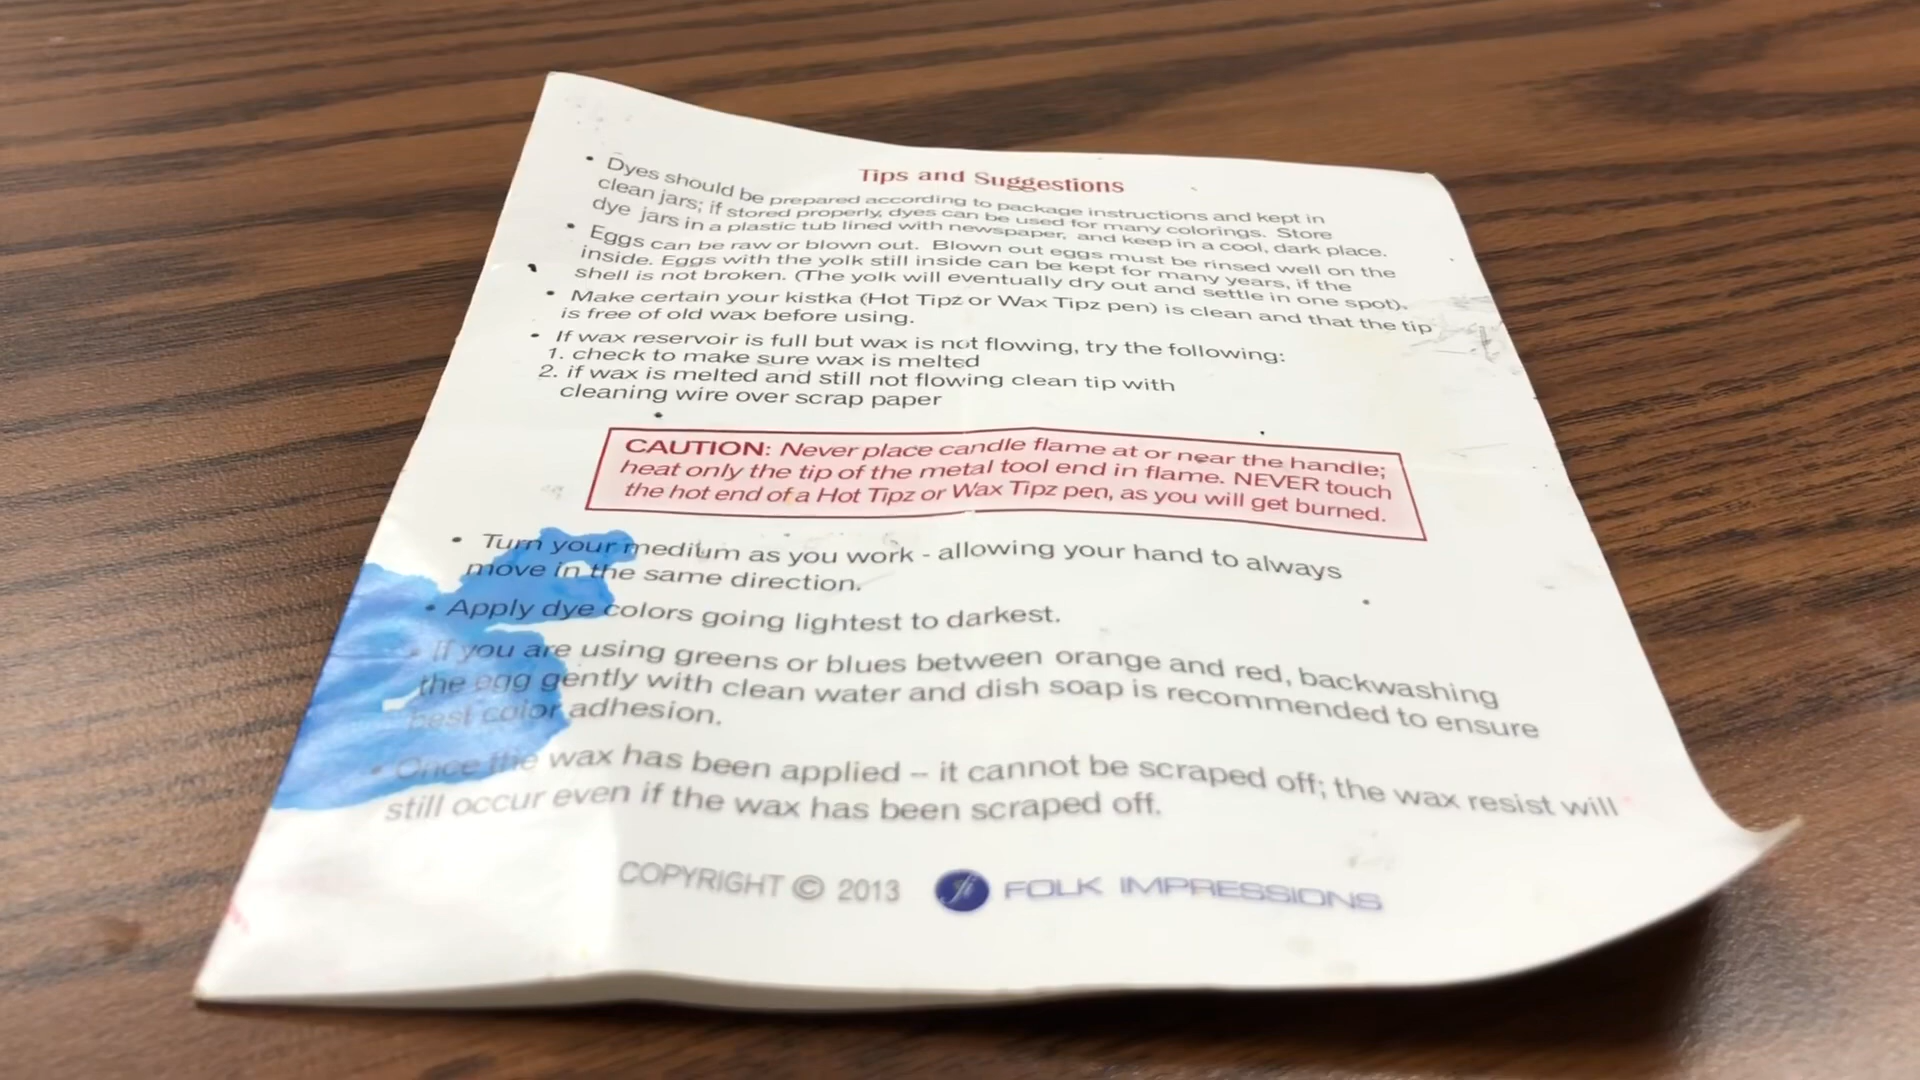 Tips and Suggestions
• Dyes should be prepared according to package instructions and kept in
clean jars; if stored properly, dyes can be used for many colorings. Store
dye jars in a plastic tub lined with newspaper, and keep in a cool, dark place.
• Eggs can be raw or blown out. Blown out eggs must be rinsed well on the
inside. Eggs with the yolk still inside can be kept for many years, if the
shell is not broken. (The yolk will eventually dry out and settle in one spot).
• Make certain your kistka (Hot Tipz or Wax Tipz pen) is clean and that the tip
is free of old wax before using.
• If wax reservoir is full but wax is not flowing, try the following:
1. check to make sure wax is melted
2. if wax is melted and still not flowing clean tip with
cleaning wire over scrap paper
CAUTION: Never place candle flame at or near the handle;
heat only the tip of the metal tool end in flame. NEVER touch
the hot end of a Hot Tipz or Wax Tipz pen, as you will get burned.
• Turn your medium as you work - allowing your hand to always
move in the same direction.
• Apply dye colors going lightest to darkest.
• If you are using greens or blues between orange and red, backwashing
the egg gently with clean water and dish soap is recommended to ensure
best color adhesion.
• Once the wax has been applied – it cannot be scraped off; the wax resist will
still occur even if the wax has been scraped off.
COPYRIGHT © 2013 fi FOLK IMPRESSIONS